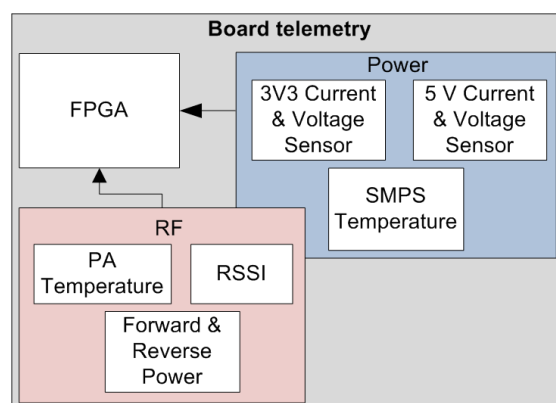 Board telemetry
FPGA
Power
3V3 Current
& Voltage
Sensor
5 V Current
& Voltage
Sensor
SMPS
Temperature
RF
PA
Temperature
RSSI
Forward &
Reverse
Power